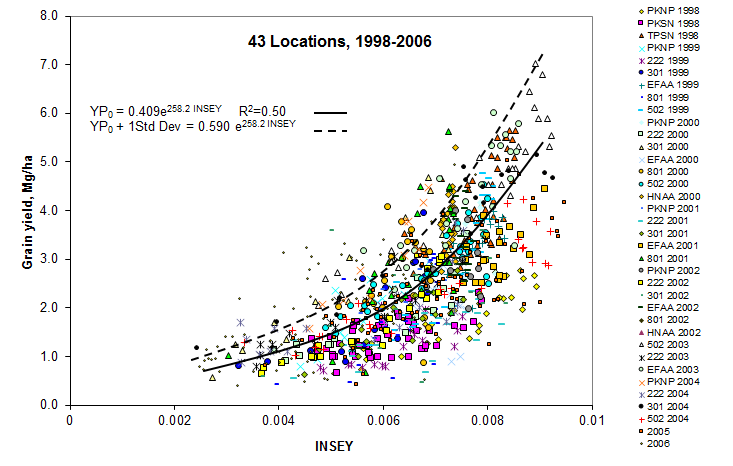 43 Locations, 1998-2006
YP0 = 0.409e258.2 INSEY R2=0.50
YP0 + 1Std Dev = 0.590 e258.2 INSEY
Grain yield, Mg/ha
8.0
7.0
6.0
5.0
4.0
3.0
2.0
1.0
0.0
0 0.002 0.004 0.006 0.008 0.01
INSEY
PKNP 1998
PKSN 1998
TPSN 1998
PKNP 1999
222 1999
301 1999
EFAA 1999
801 1999
502 1999
PKNP 2000
222 2000
301 2000
EFAA 2000
801 2000
502 2000
HNAA 2000
PKNP 2001
222 2001
301 2001
EFAA 2001
801 2001
PKNP 2002
222 2002
301 2002
EFAA 2002
801 2002
HNAA 2002
502 2003
222 2003
EFAA 2003
PKNP 2004
222 2004
301 2004
502 2004
2005
2006